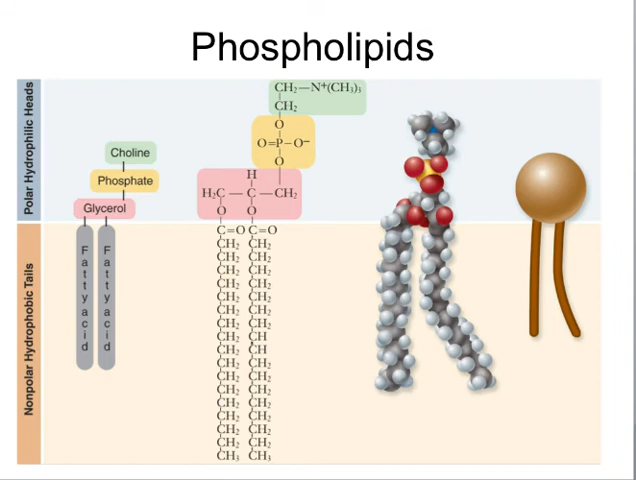 Phospholipids
Polar Hydrophilic Heads
Nonpolar Hydrophobic Tails
Choline
Phosphate
Glycerol
Fatty acid
Fatty acid
CH₂—N⁺(CH₃)₃
CH₂
O
O=P—O⁻
O
H
H₂C — C — CH₂
O O
C=O C=O
CH₂ CH₂
CH₂ CH₂
CH₂ CH₂
CH₂ CH₂
CH₂ CH₂
CH₂ CH₂
CH₂ CH₂
CH₂ CH
CH₂ CH
CH₂ CH₂
CH₂ CH₂
CH₂ CH₂
CH₂ CH₂
CH₂ CH₂
CH₂ CH₂
CH₂ CH₂
CH₃ CH₃